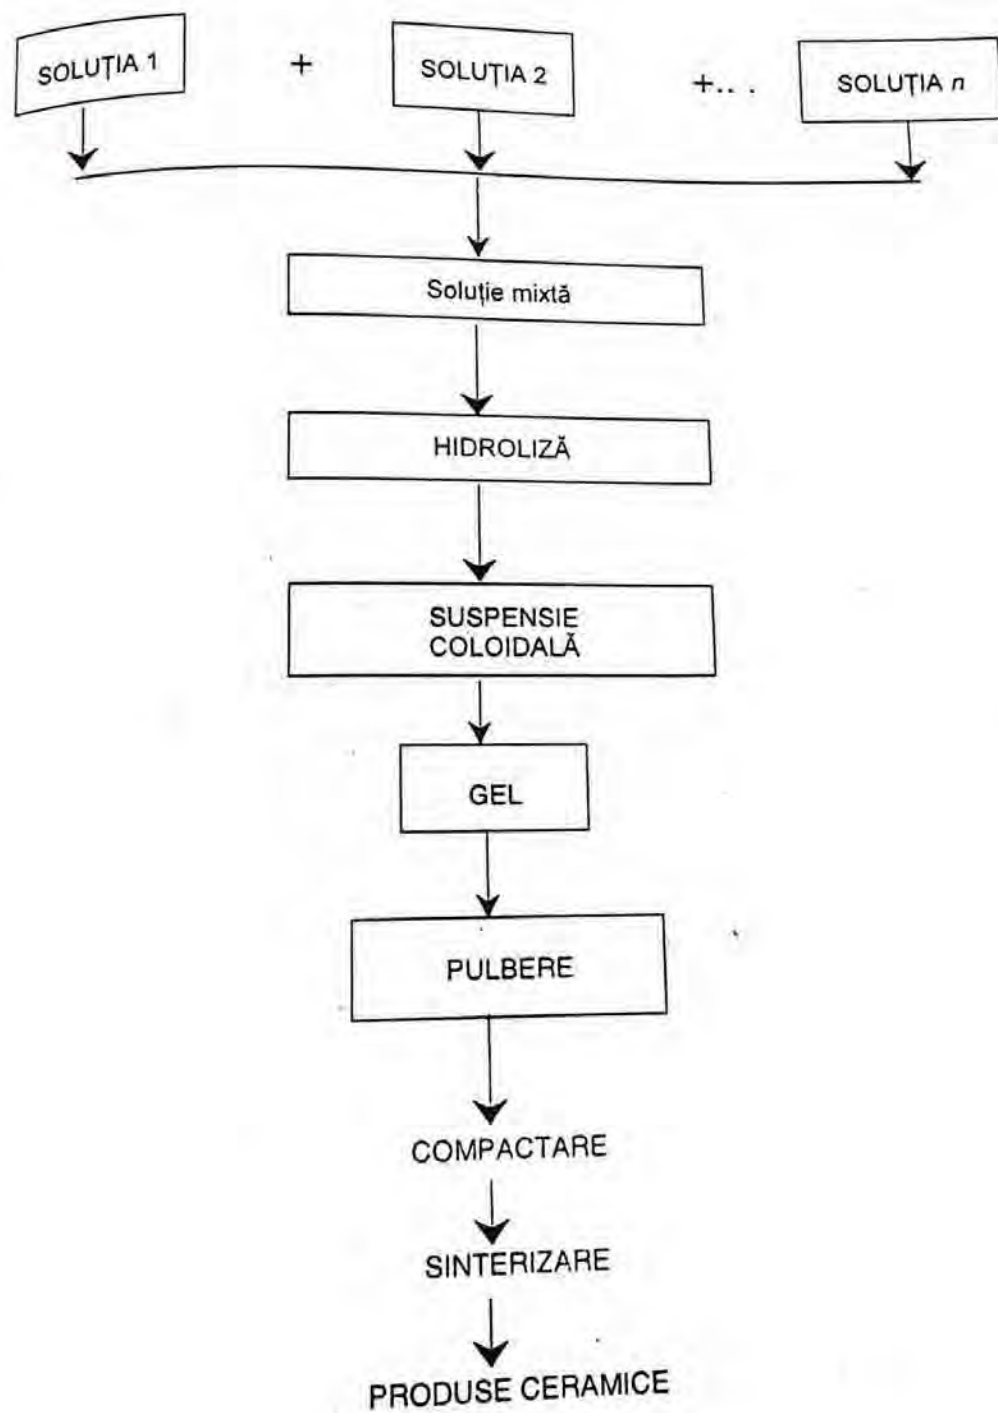 SOLUȚIA 1 + SOLUȚIA 2 +... SOLUȚIA n
Soluție mixtă
HIDROLIZĂ
SUSPENSIE
COLOIDALĂ
GEL
PULBERE
COMPACTARE
SINTERIZARE
PRODUSE CERAMICE